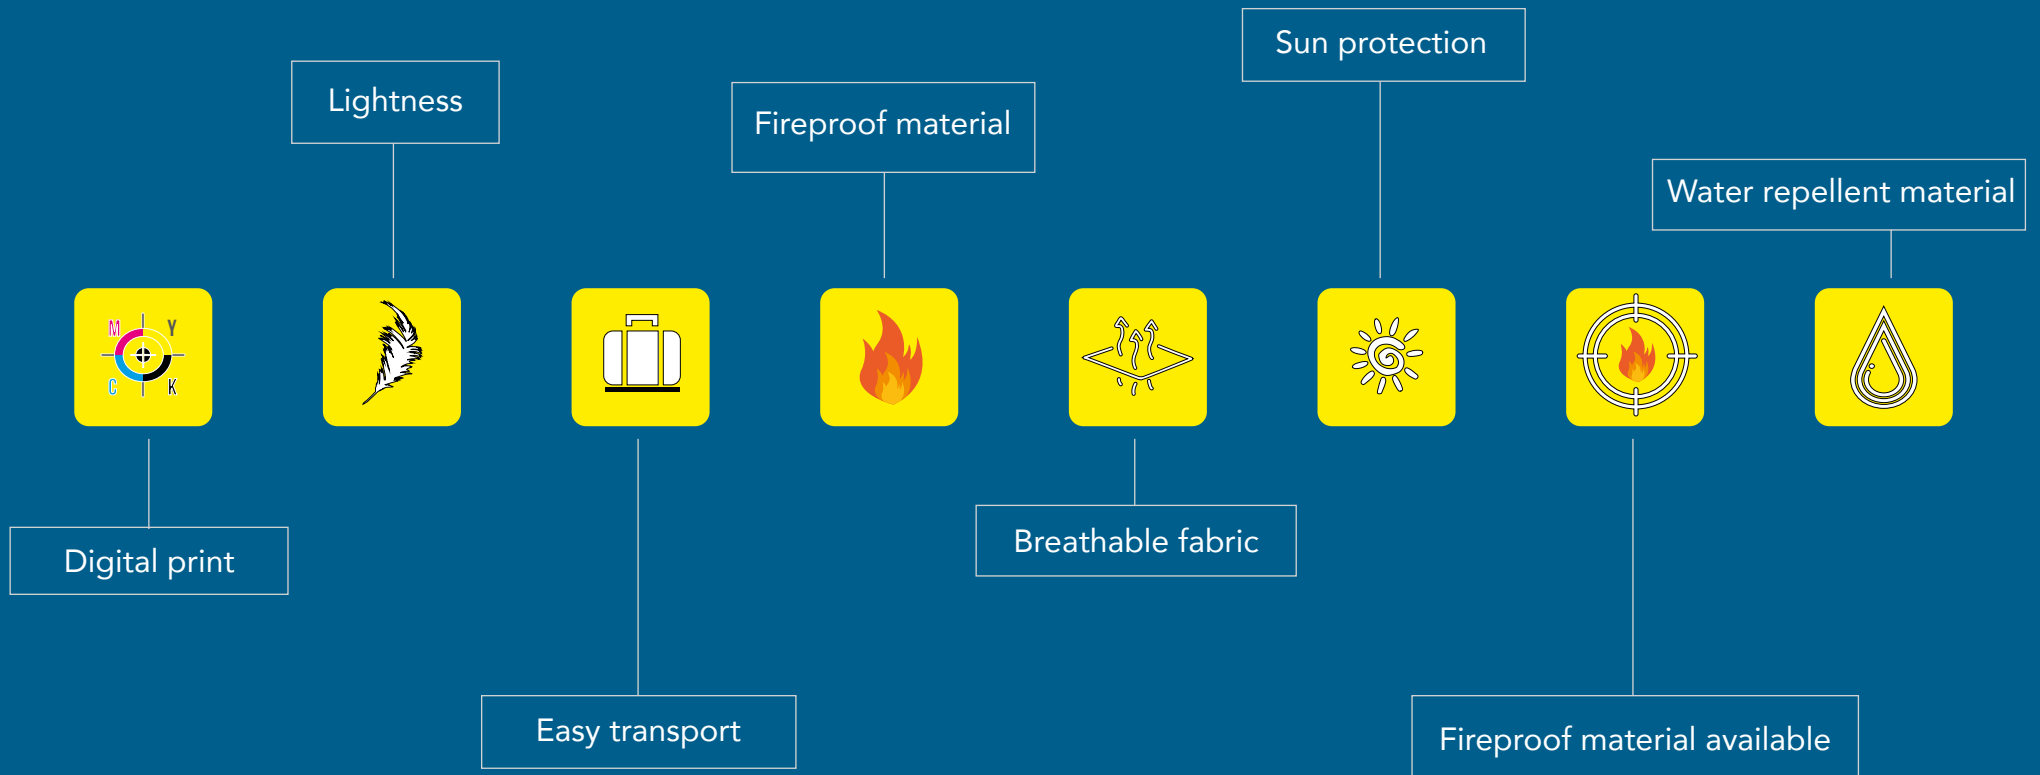 Sun protection
Lightness
Fireproof material
Water repellent material
M Y
C K
Digital print
Breathable fabric
Easy transport
Fireproof material available